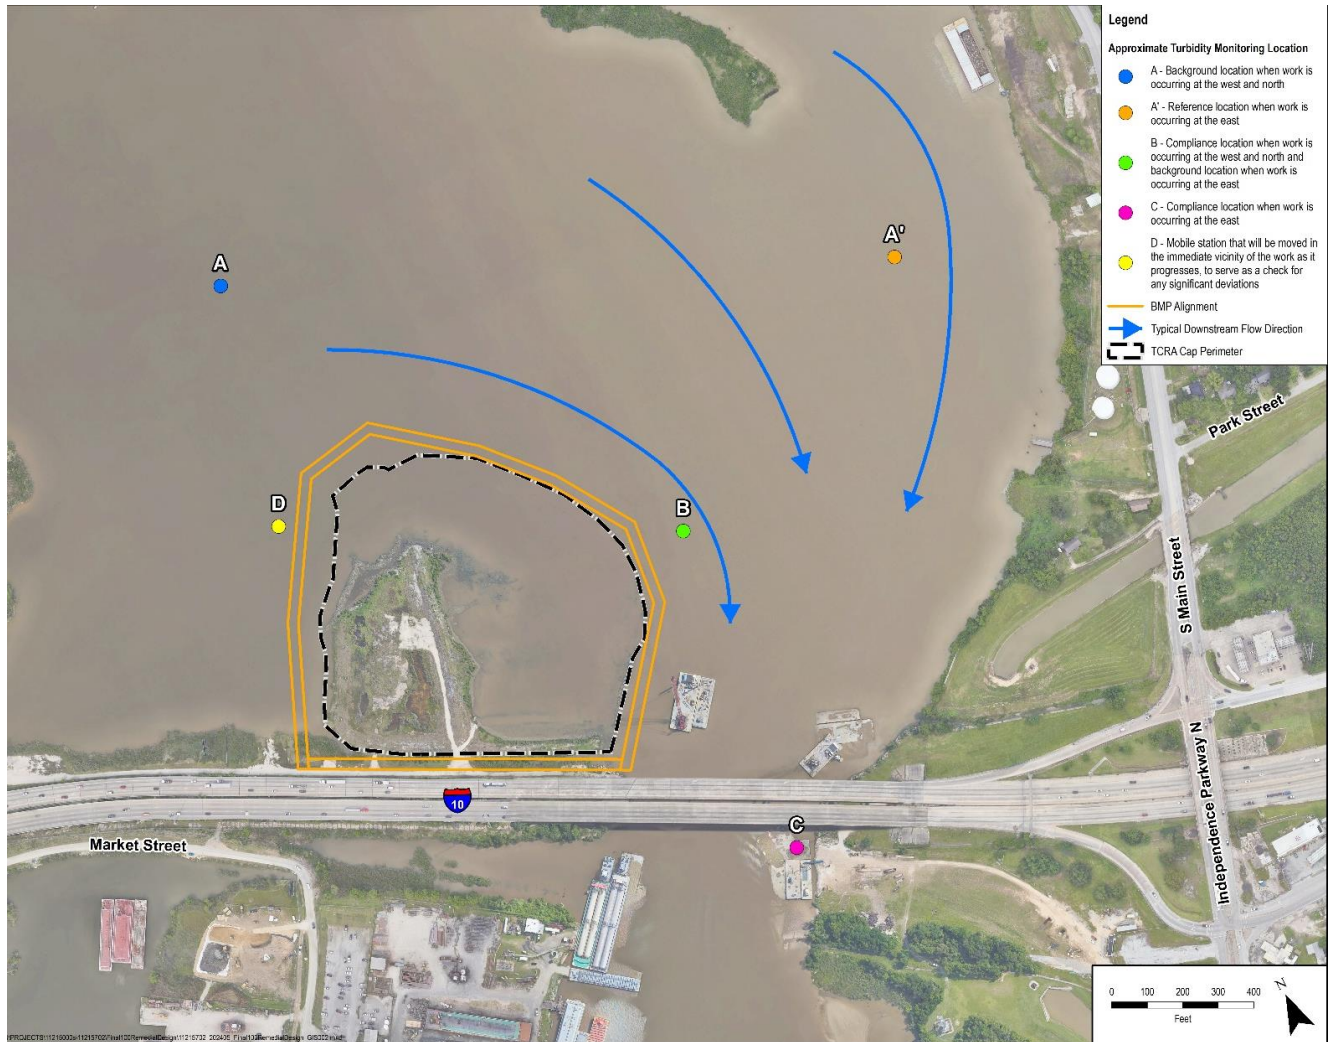 Legend
Approximate Turbidity Monitoring Location
A - Background location when work is
occurring at the west and north
A' - Reference location when work is
occurring at the east
B - Compliance location when work is
occurring at the west and north and
background location when work is
occurring at the east
C - Compliance location when work is
occurring at the east
D - Mobile station that will be moved in
the immediate vicinity of the work as it
progresses, to serve as a check for
any significant deviations
BMP Alignment
Typical Downstream Flow Direction
TCRA Cap Perimeter
A
A'
D
B
C
Park Street
S Main Street
Independence Parkway N
10
Market Street
N
0 100 200 300 400
Feet